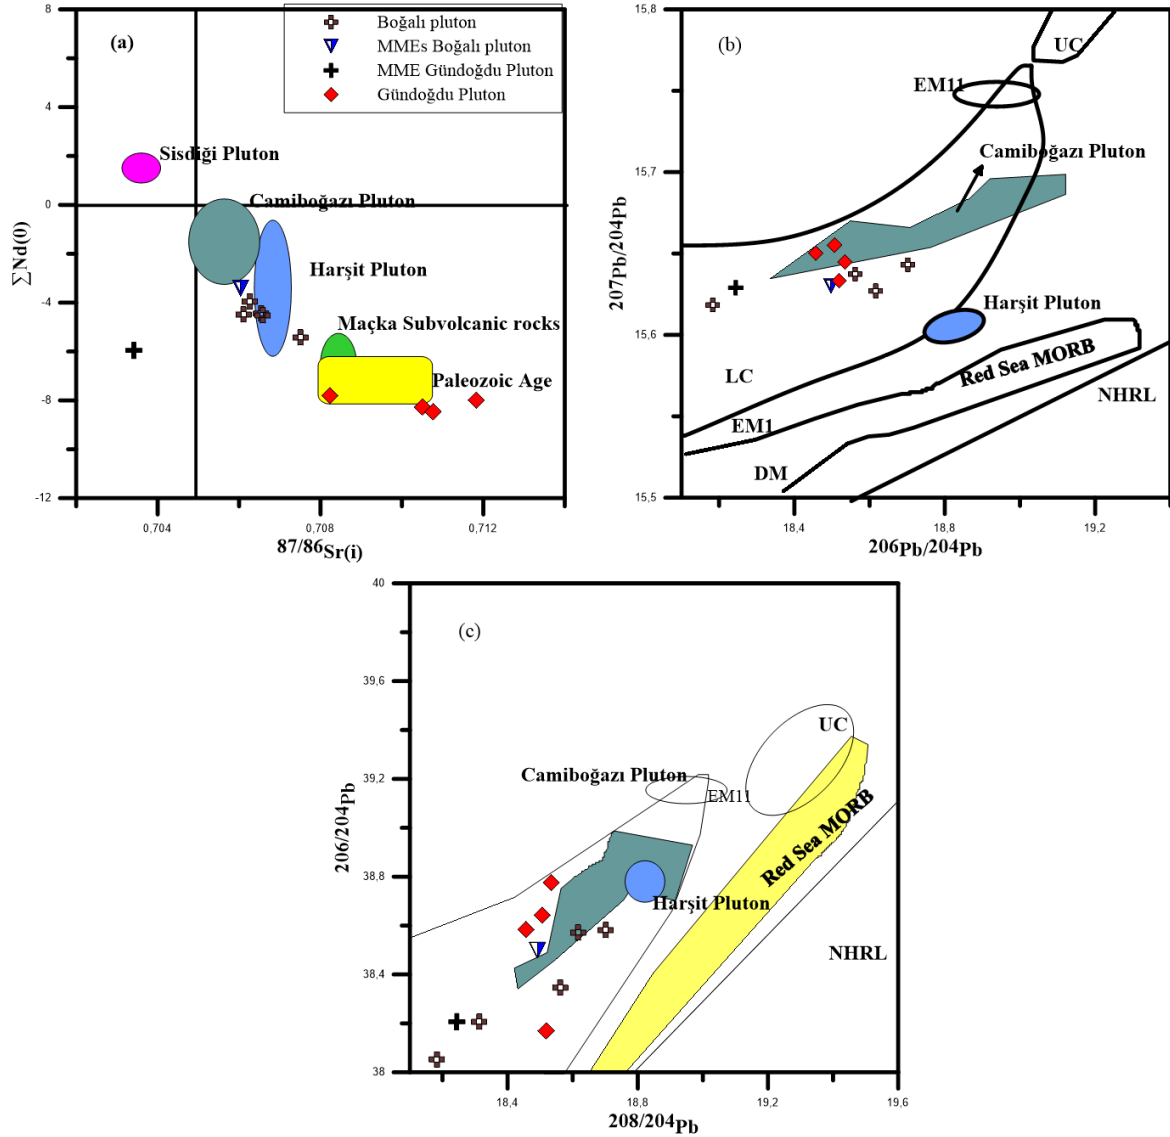 (a)
Boğalı pluton
MMEs Boğalı pluton
MME Gündoğdu Pluton
Gündoğdu Pluton
8
4
0
-4
-8
-12
∑Nd(0)
Sisdiği Pluton
Camiboğazı Pluton
Harşit Pluton
Maçka Subvolcanic rocks
Paleozoic Age
0,704
0,708
0,712
87/86Sr(i)
(b)
15,8
15,7
15,6
15,5
207Pb/204Pb
UC
EM11
Camiboğazı Pluton
Harşit Pluton
LC
Red Sea MORB
NHRL
EM1
DM
18,4
18,8
19,2
206Pb/204Pb
(c)
40
39,6
39,2
38,8
38,4
38
206/204Pb
UC
Camiboğazı Pluton
EM11
Red Sea MORB
Harşit Pluton
NHRL
18,4
18,8
19,2
19,6
208/204Pb